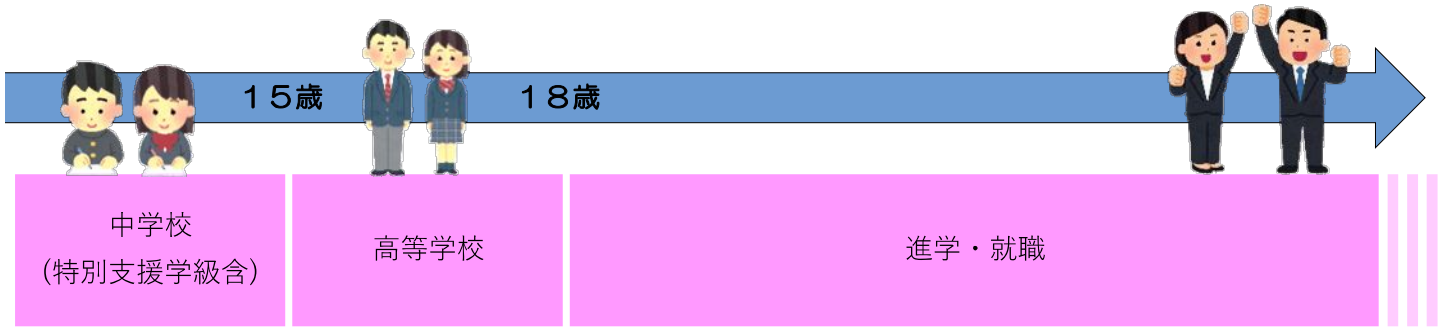 １５歳
１８歳
中学校
（特別支援学級含）
高等学校
進学・就職